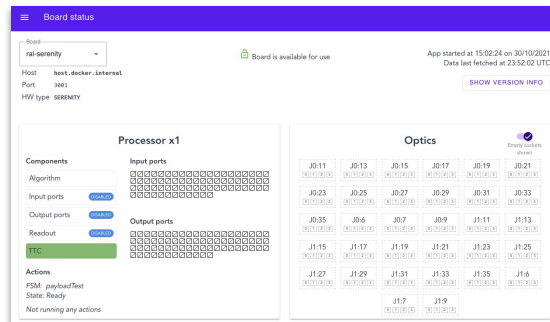 Board status
Board
ral-serenity
Host host.docker.internal
Port 3001
HW type SERENITY
Board is available for use
App started at 15:02:24 on 30/10/2021
Data last fetched at 23:52:02 UTC
SHOW VERSION INFO
Processor x1
Components
Algorithm
Input ports DISABLED
Output ports DISABLED
Readout DISABLED
TTC
Input ports
Output ports
Actions
FSM: payloadTest
State: Ready
Not running any actions
Optics
Empty sockets
shown
J0:11 J0:13 J0:15 J0:17 J0:19 J0:21
J0:23 J0:25 J0:27 J0:29 J0:31 J0:33
J0:35 J0:6 J0:7 J0:9 J1:11 J1:13
J1:15 J1:17 J1:19 J1:21 J1:23 J1:25
J1:27 J1:29 J1:31 J1:33 J1:35 J1:6
J1:7 J1:9